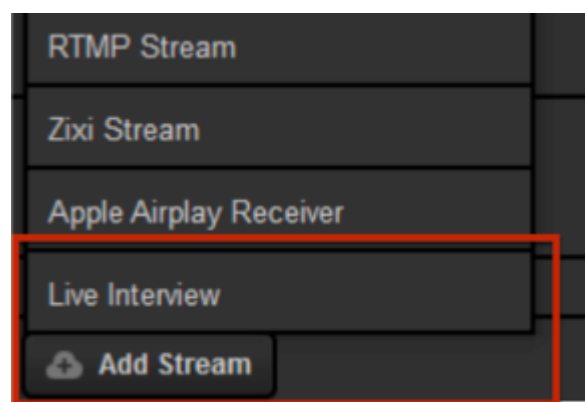 RTMP Stream
Zixi Stream
Apple Airplay Receiver
Live Interview
Add Stream